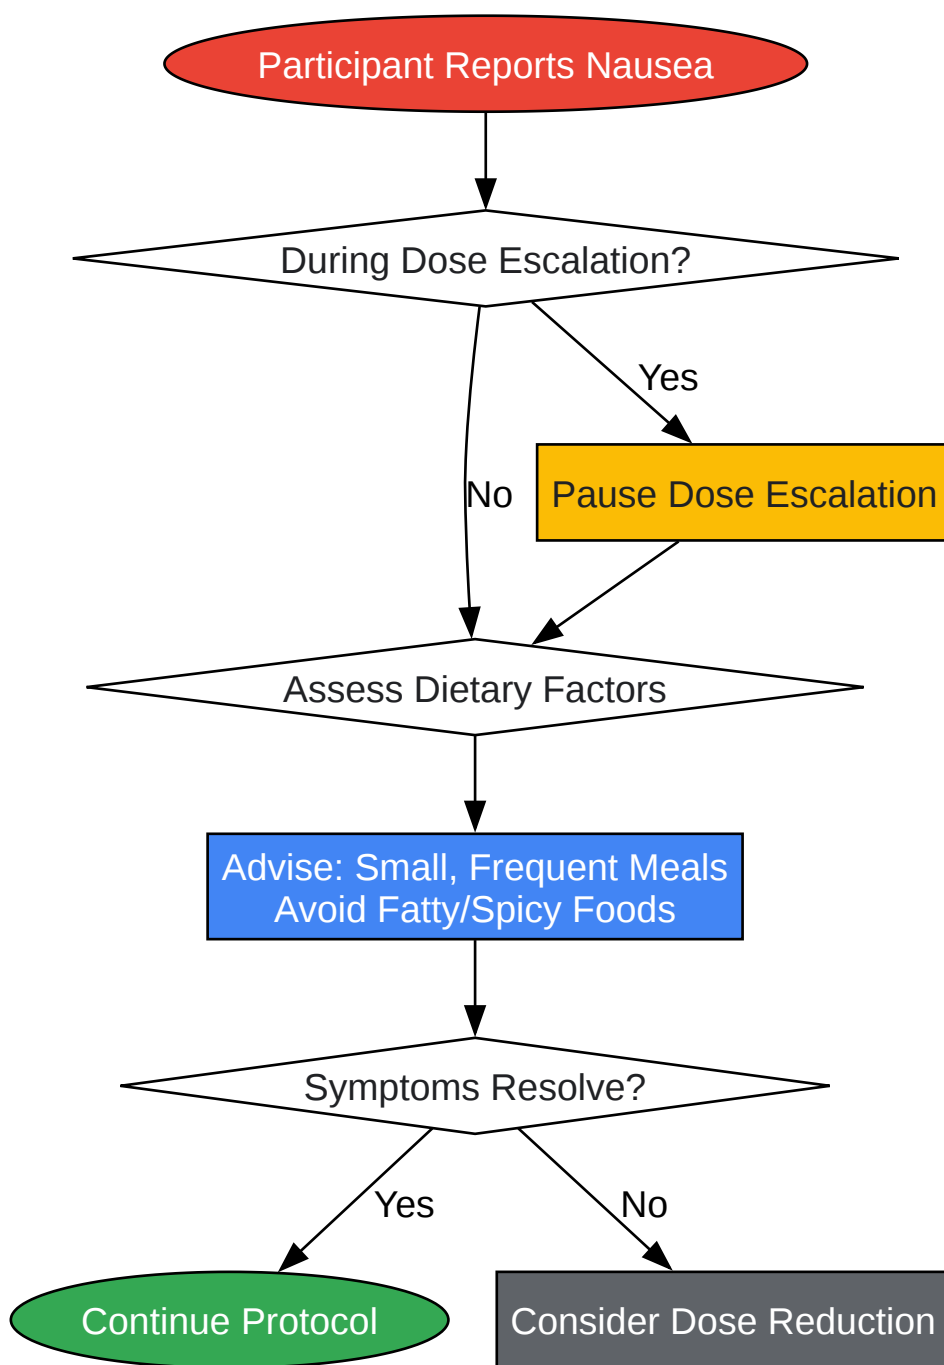 Participant Reports Nausea
During Dose Escalation?
Yes
No
Pause Dose Escalation
Assess Dietary Factors
Advise: Small, Frequent Meals
Avoid Fatty/Spicy Foods
Symptoms Resolve?
Yes
No
Continue Protocol
Consider Dose Reduction